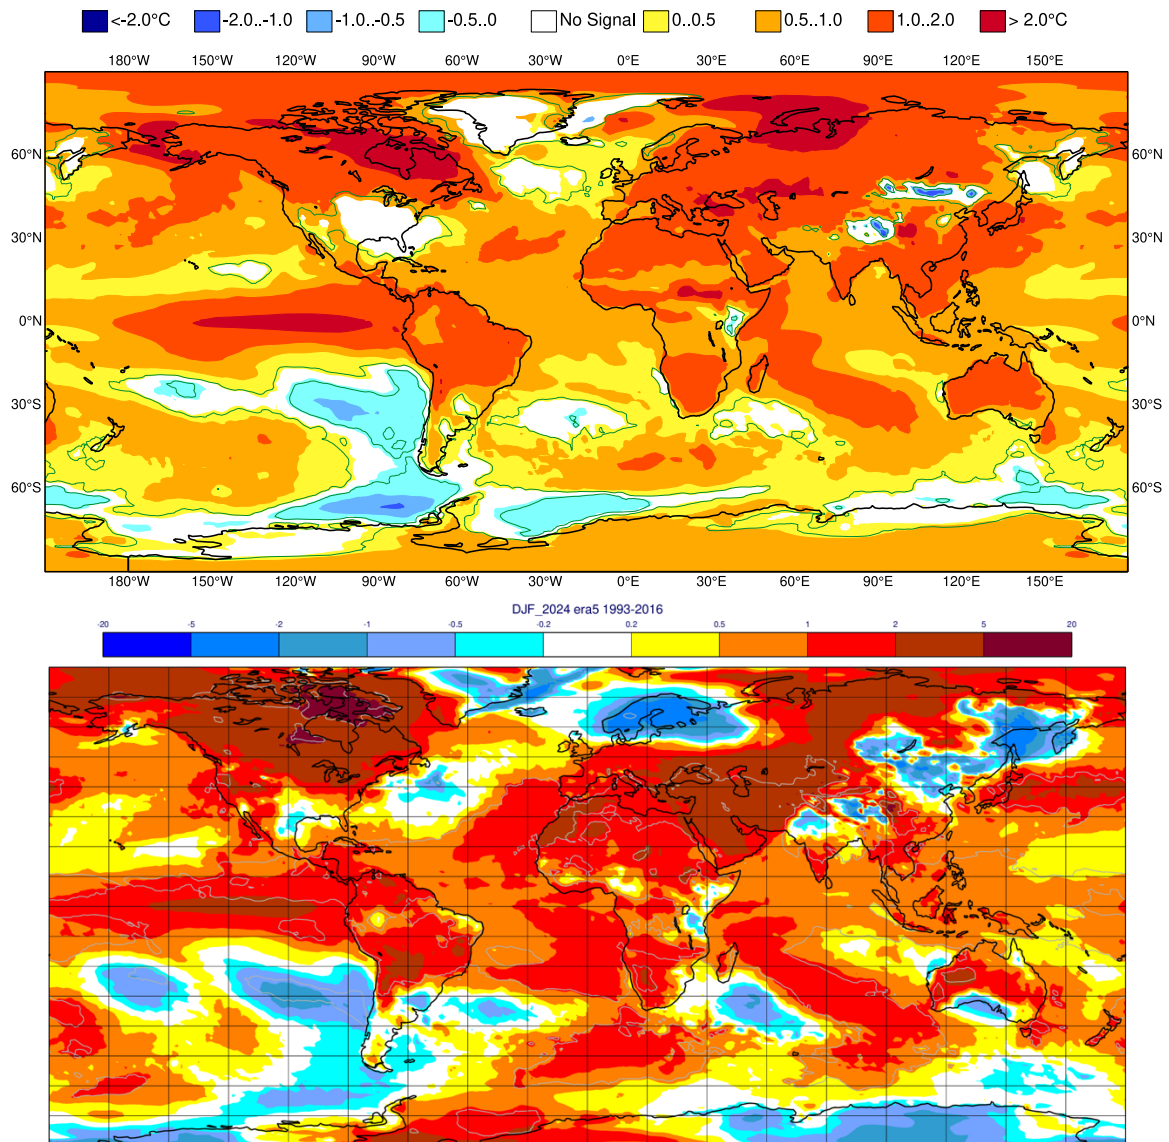 <-2.0°C -2.0..-1.0 -1.0..-0.5 -0.5..0 No Signal 0..0.5 0.5..1.0 1.0..2.0 > 2.0°C
180°W 150°W 120°W 90°W 60°W 30°W 0°E 30°E 60°E 90°E 120°E 150°E
60°N 60°N
30°N 30°N
0°N 0°N
30°S 30°S
60°S 60°S
180°W 150°W 120°W 90°W 60°W 30°W 0°E 30°E 60°E 90°E 120°E 150°E
DJF_2024 era5 1993-2016
-20 -5 -2 -1 -0.5 -0.2 0.2 0.5 1 2 5 20